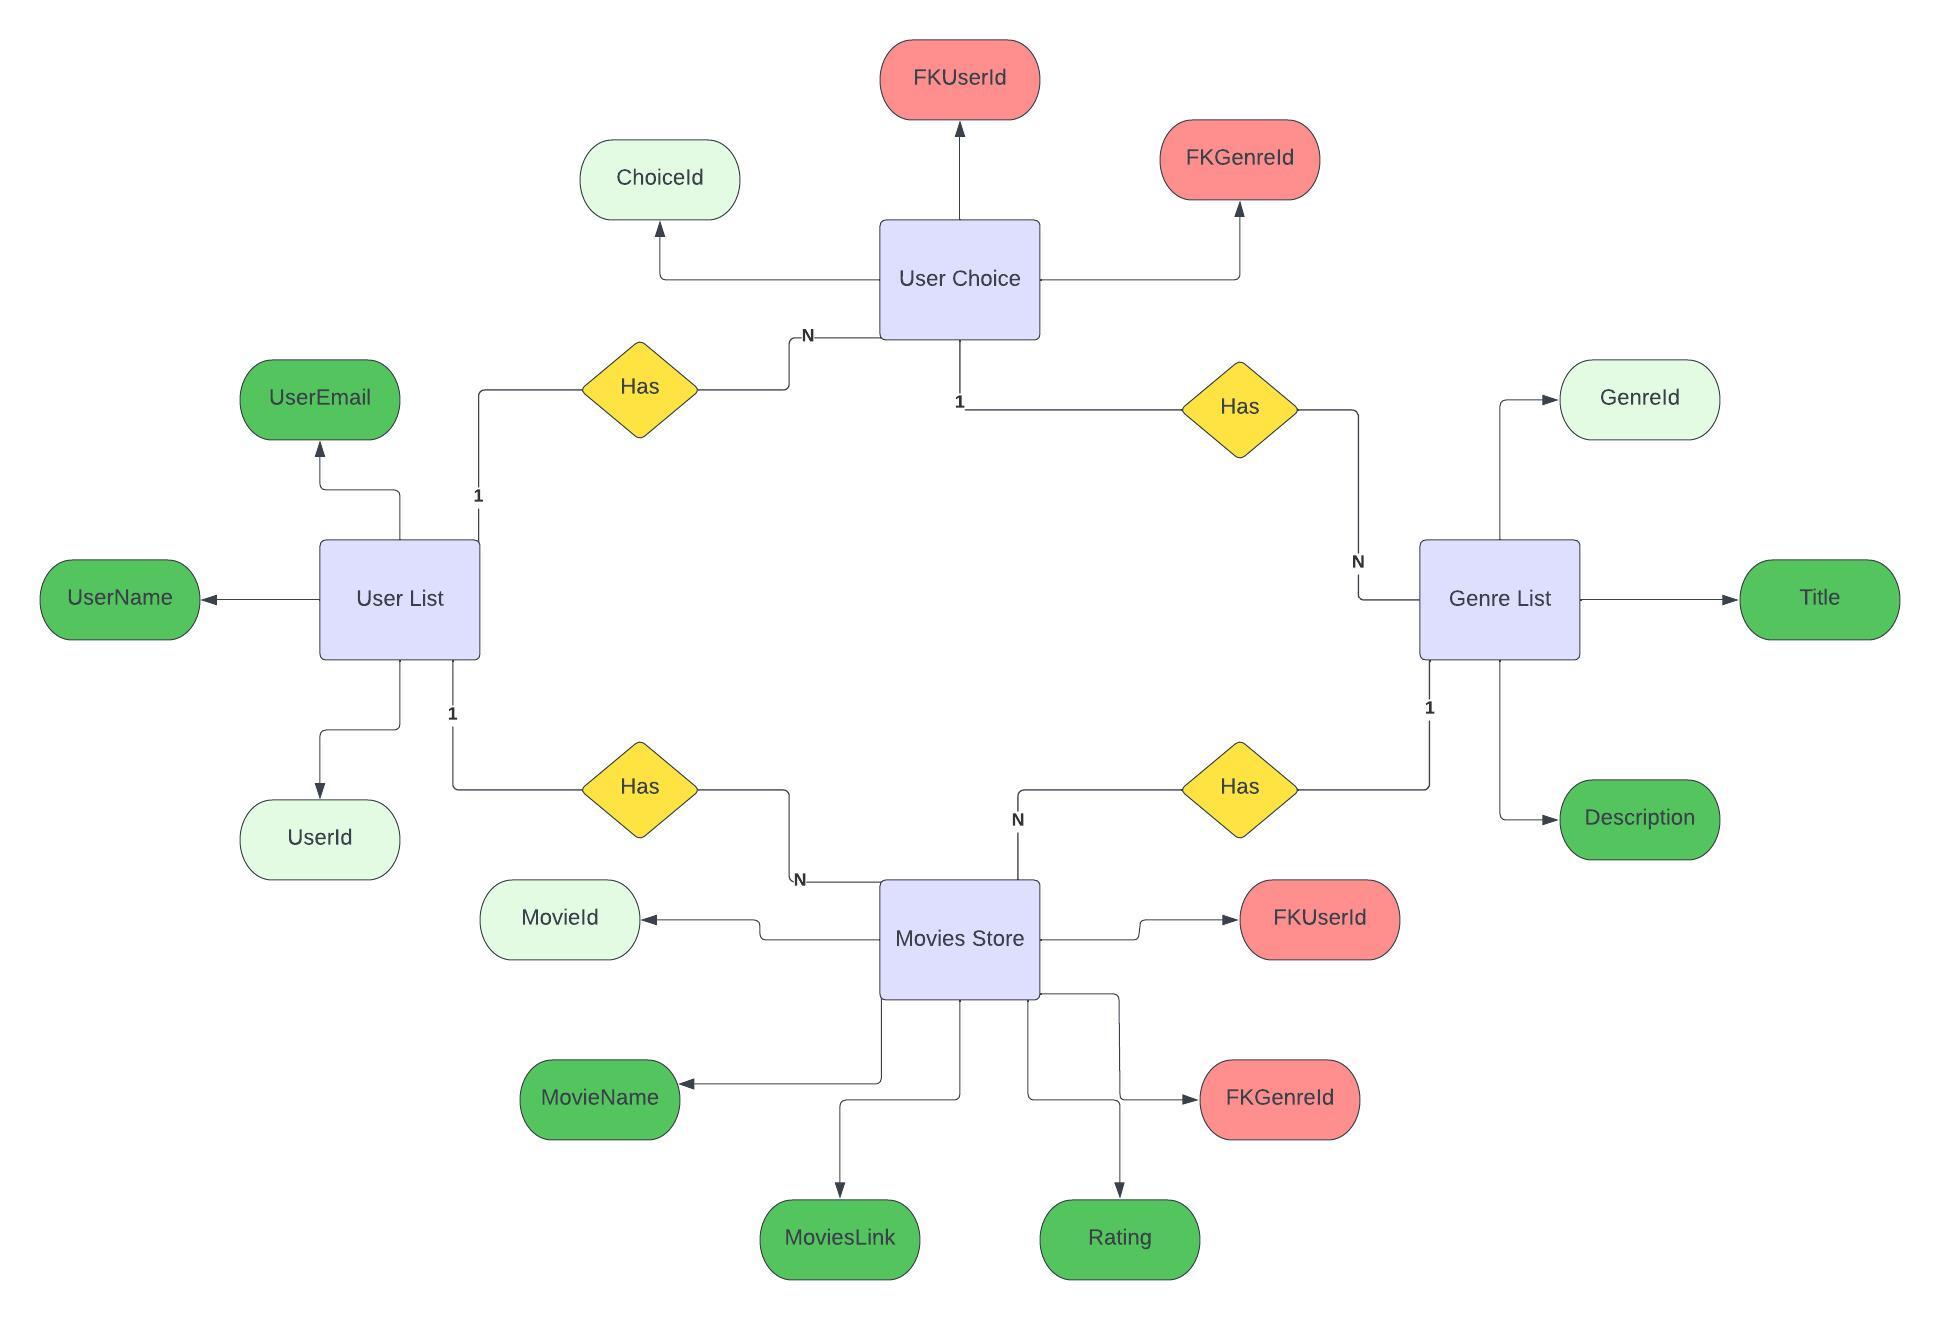 FKUserId
FKGenreId
ChoiceId
User Choice
N
Has
1
Has
UserEmail
GenreId
1
N
UserName
User List
Genre List
Title
1
1
Has
Has
N
Description
UserId
N
MovieId
Movies Store
FKUserId
MovieName
FKGenreId
MoviesLink
Rating